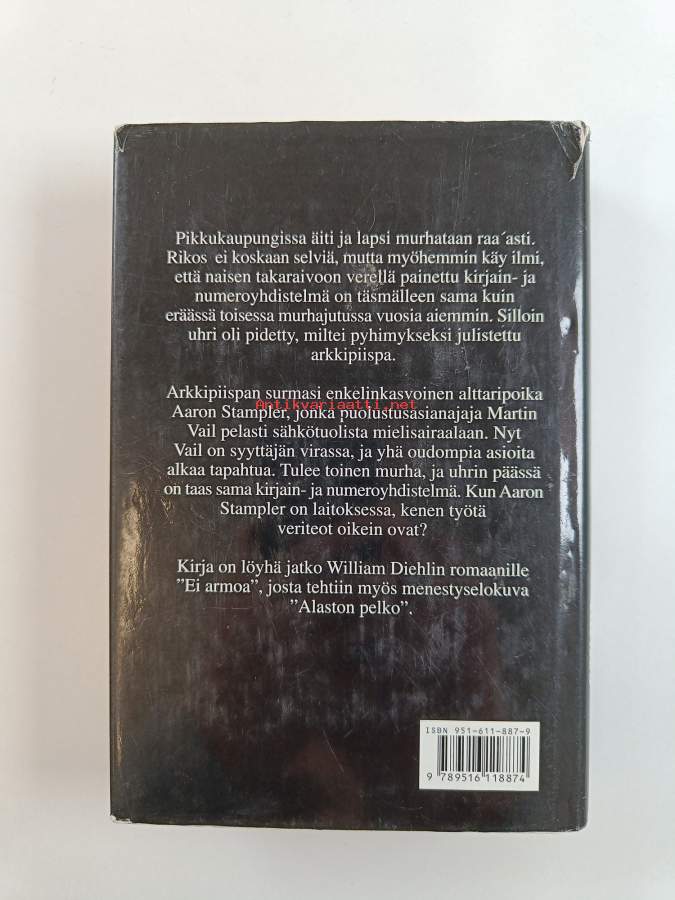 Pikkukaupungissa äiti ja lapsi murhataan raa´asti.
Rikos ei koskaan selviä, mutta myöhemmin käy ilmi,
että naisen takaraivoon verellä painettu kirjain- ja
numeroyhdistelmä on täsmälleen sama kuin
eräässä toisessa murhajutussa vuosia aiemmin. Silloin
uhri oli pidetty, miltei pyhimykseksi julistettu
arkkipiispa.
Arkkipiispan surmasi enkelinkasvoinen alttaripoika
Antikvariaatti.net
Aaron Stampler, jonka puolustusasianajaja Martin
Vail pelasti sähkötuolista mielisairaalaan. Nyt
Vail on syyttäjän virassa, ja yhä oudompia asioita
alkaa tapahtua. Tulee toinen murha, ja uhrin päässä
on taas sama kirjain- ja numeroyhdistelmä. Kun Aaron
Stampler on laitoksessa, kenen työtä
veriteot oikein ovat?
Kirja on löyhä jatko William Diehlin romaanille
”Ei armoa”, josta tehtiin myös menestyselokuva
”Alaston pelko”.
ISBN 951-611-887-9
9 789516 118874